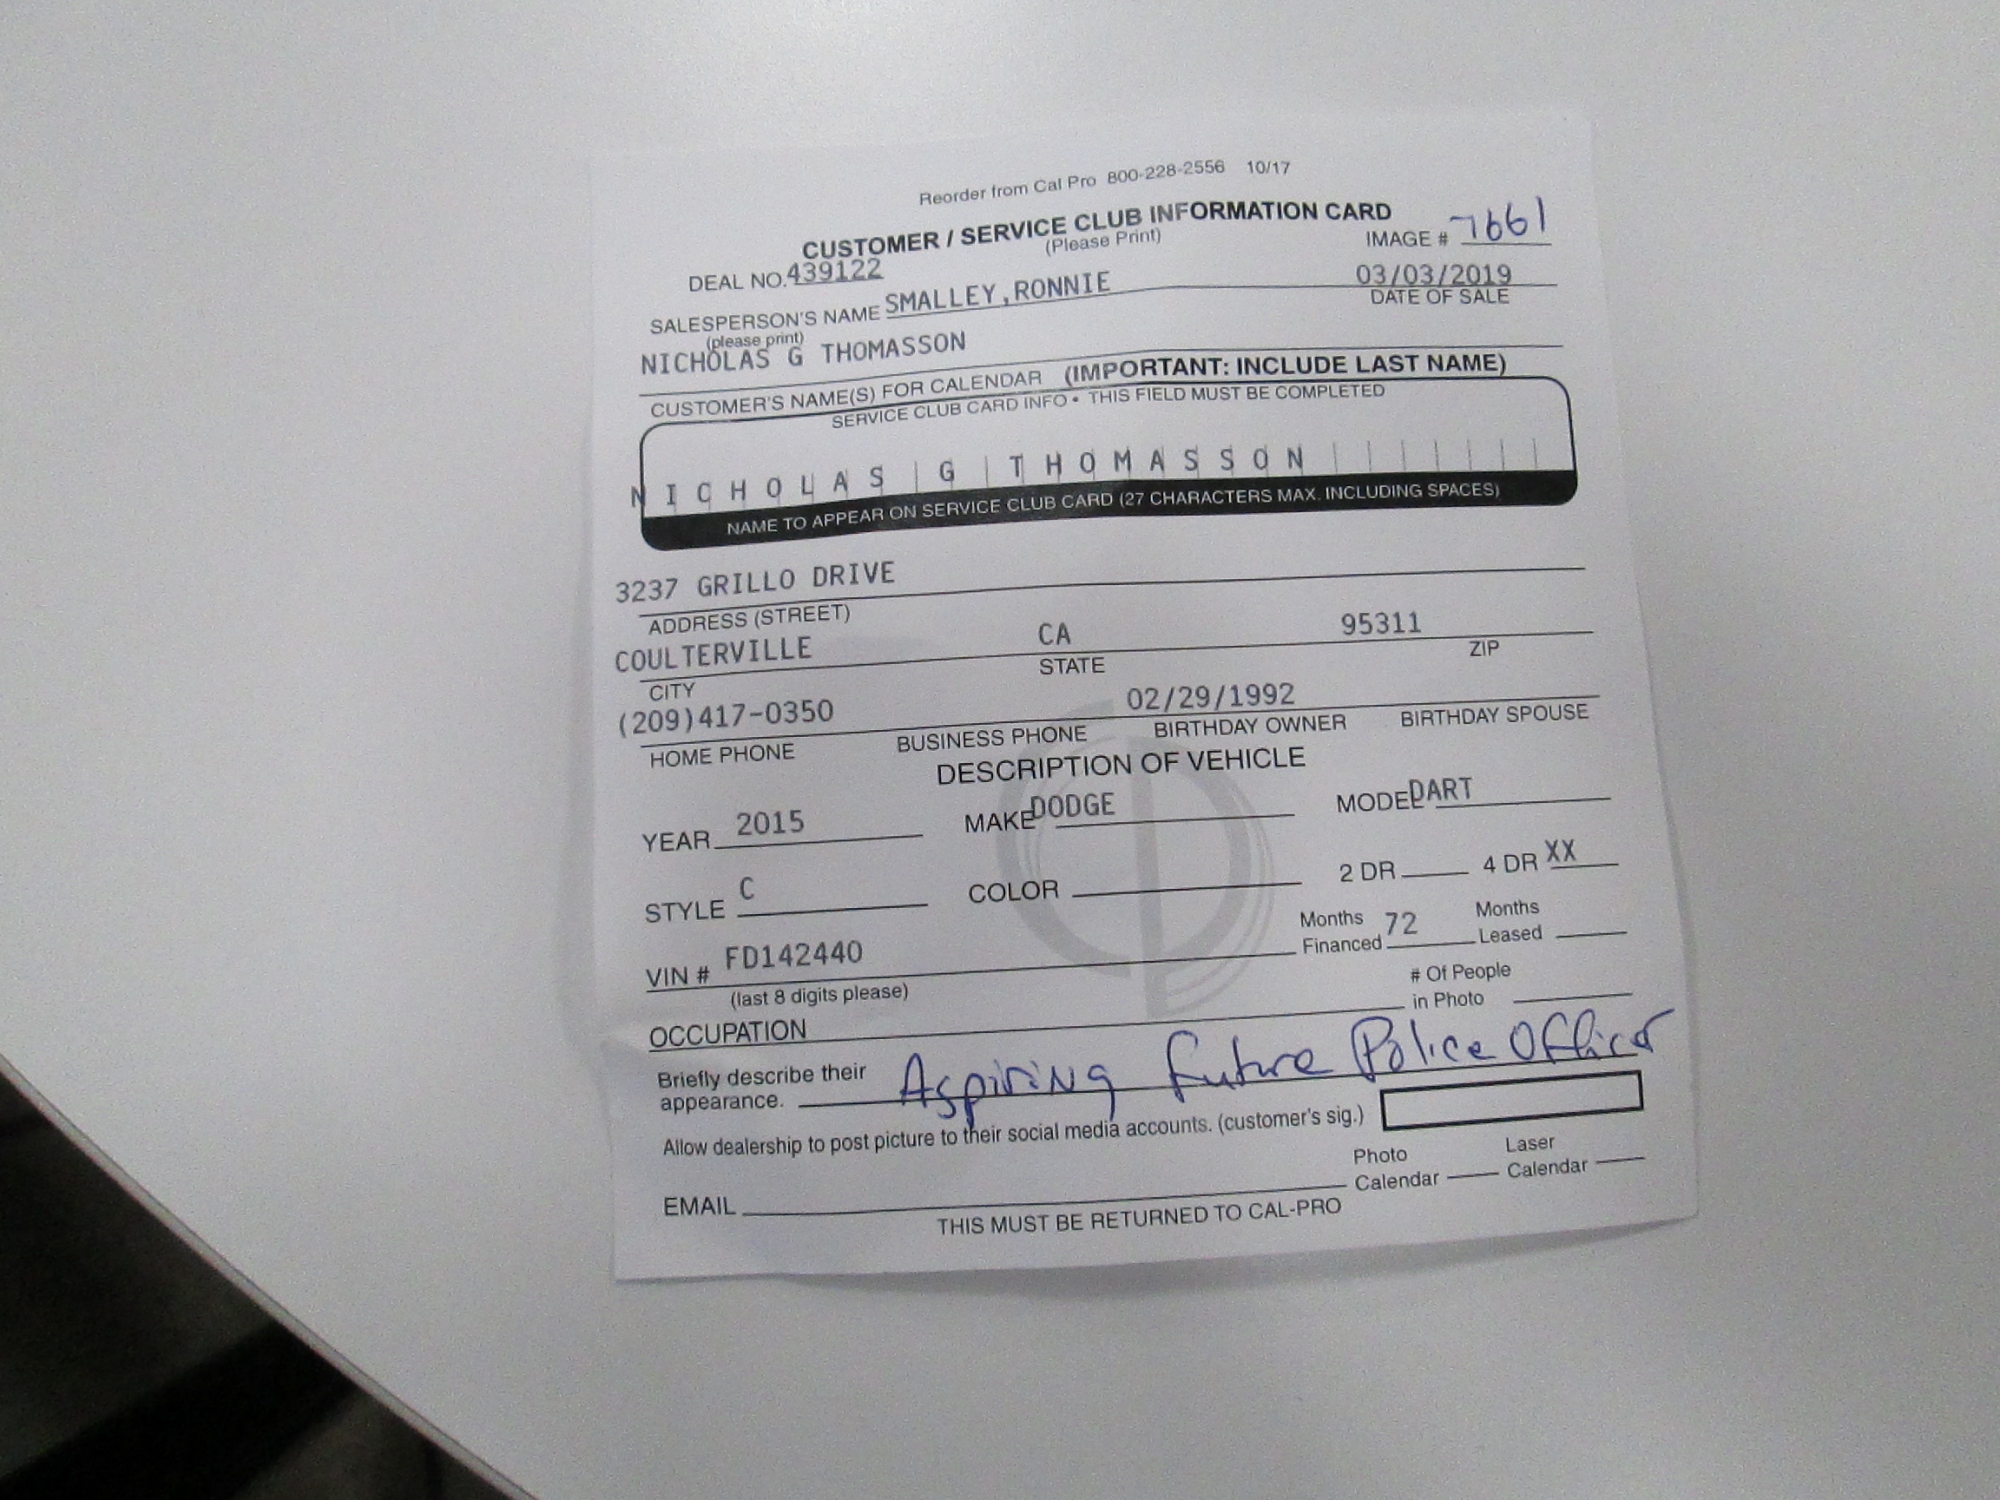 Reorder from Cal Pro 800-228-2556 10/17
CUSTOMER / SERVICE CLUB INFORMATION CARD
(Please Print)
IMAGE # 7661
DEAL NO. 439122
03/03/2019
SALESPERSON'S NAME SMALLEY,RONNIE
DATE OF SALE
(please print)
NICHOLAS G THOMASSON
CUSTOMER'S NAME(S) FOR CALENDAR (IMPORTANT: INCLUDE LAST NAME)
SERVICE CLUB CARD INFO • THIS FIELD MUST BE COMPLETED
NICHOLAS G THOMASSON
NAME TO APPEAR ON SERVICE CLUB CARD (27 CHARACTERS MAX. INCLUDING SPACES)
3237 GRILLO DRIVE
ADDRESS (STREET)
COULTERVILLE CA 95311
CITY STATE ZIP
(209)417-0350 02/29/1992
HOME PHONE BUSINESS PHONE BIRTHDAY OWNER BIRTHDAY SPOUSE
DESCRIPTION OF VEHICLE
YEAR 2015 MAKE DODGE MODEL DART
STYLE C COLOR 2 DR 4 DR XX
VIN # FD142440 Months Financed 72 Months Leased
(last 8 digits please)
# Of People in Photo
OCCUPATION
Briefly describe their appearance. Aspiring Future Police Officer
Allow dealership to post picture to their social media accounts. (customer's sig.)
Photo Calendar Laser Calendar
EMAIL
THIS MUST BE RETURNED TO CAL-PRO